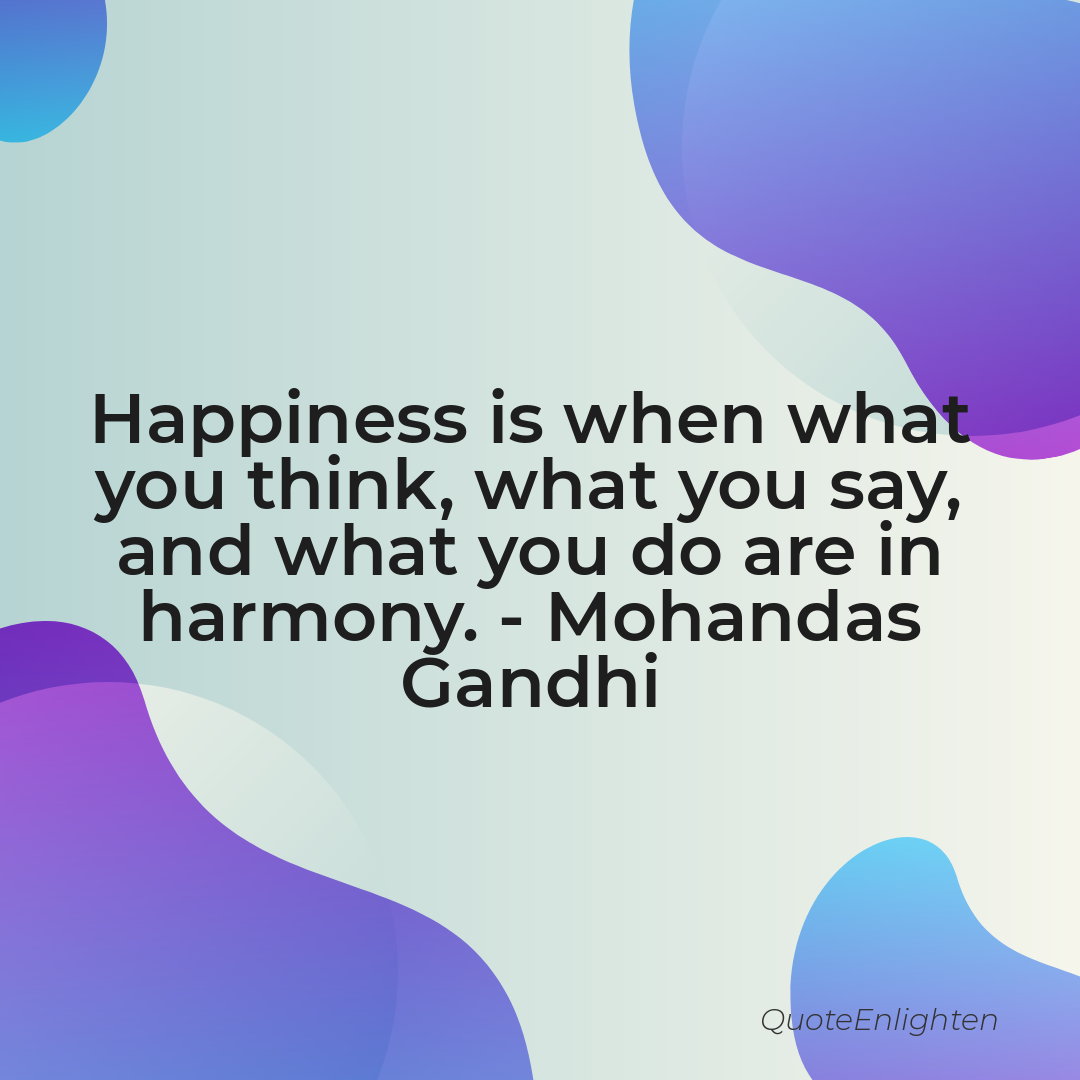 Happiness is when what
you think, what you say,
and what you do are in
harmony. - Mohandas
Gandhi
QuoteEnlighten